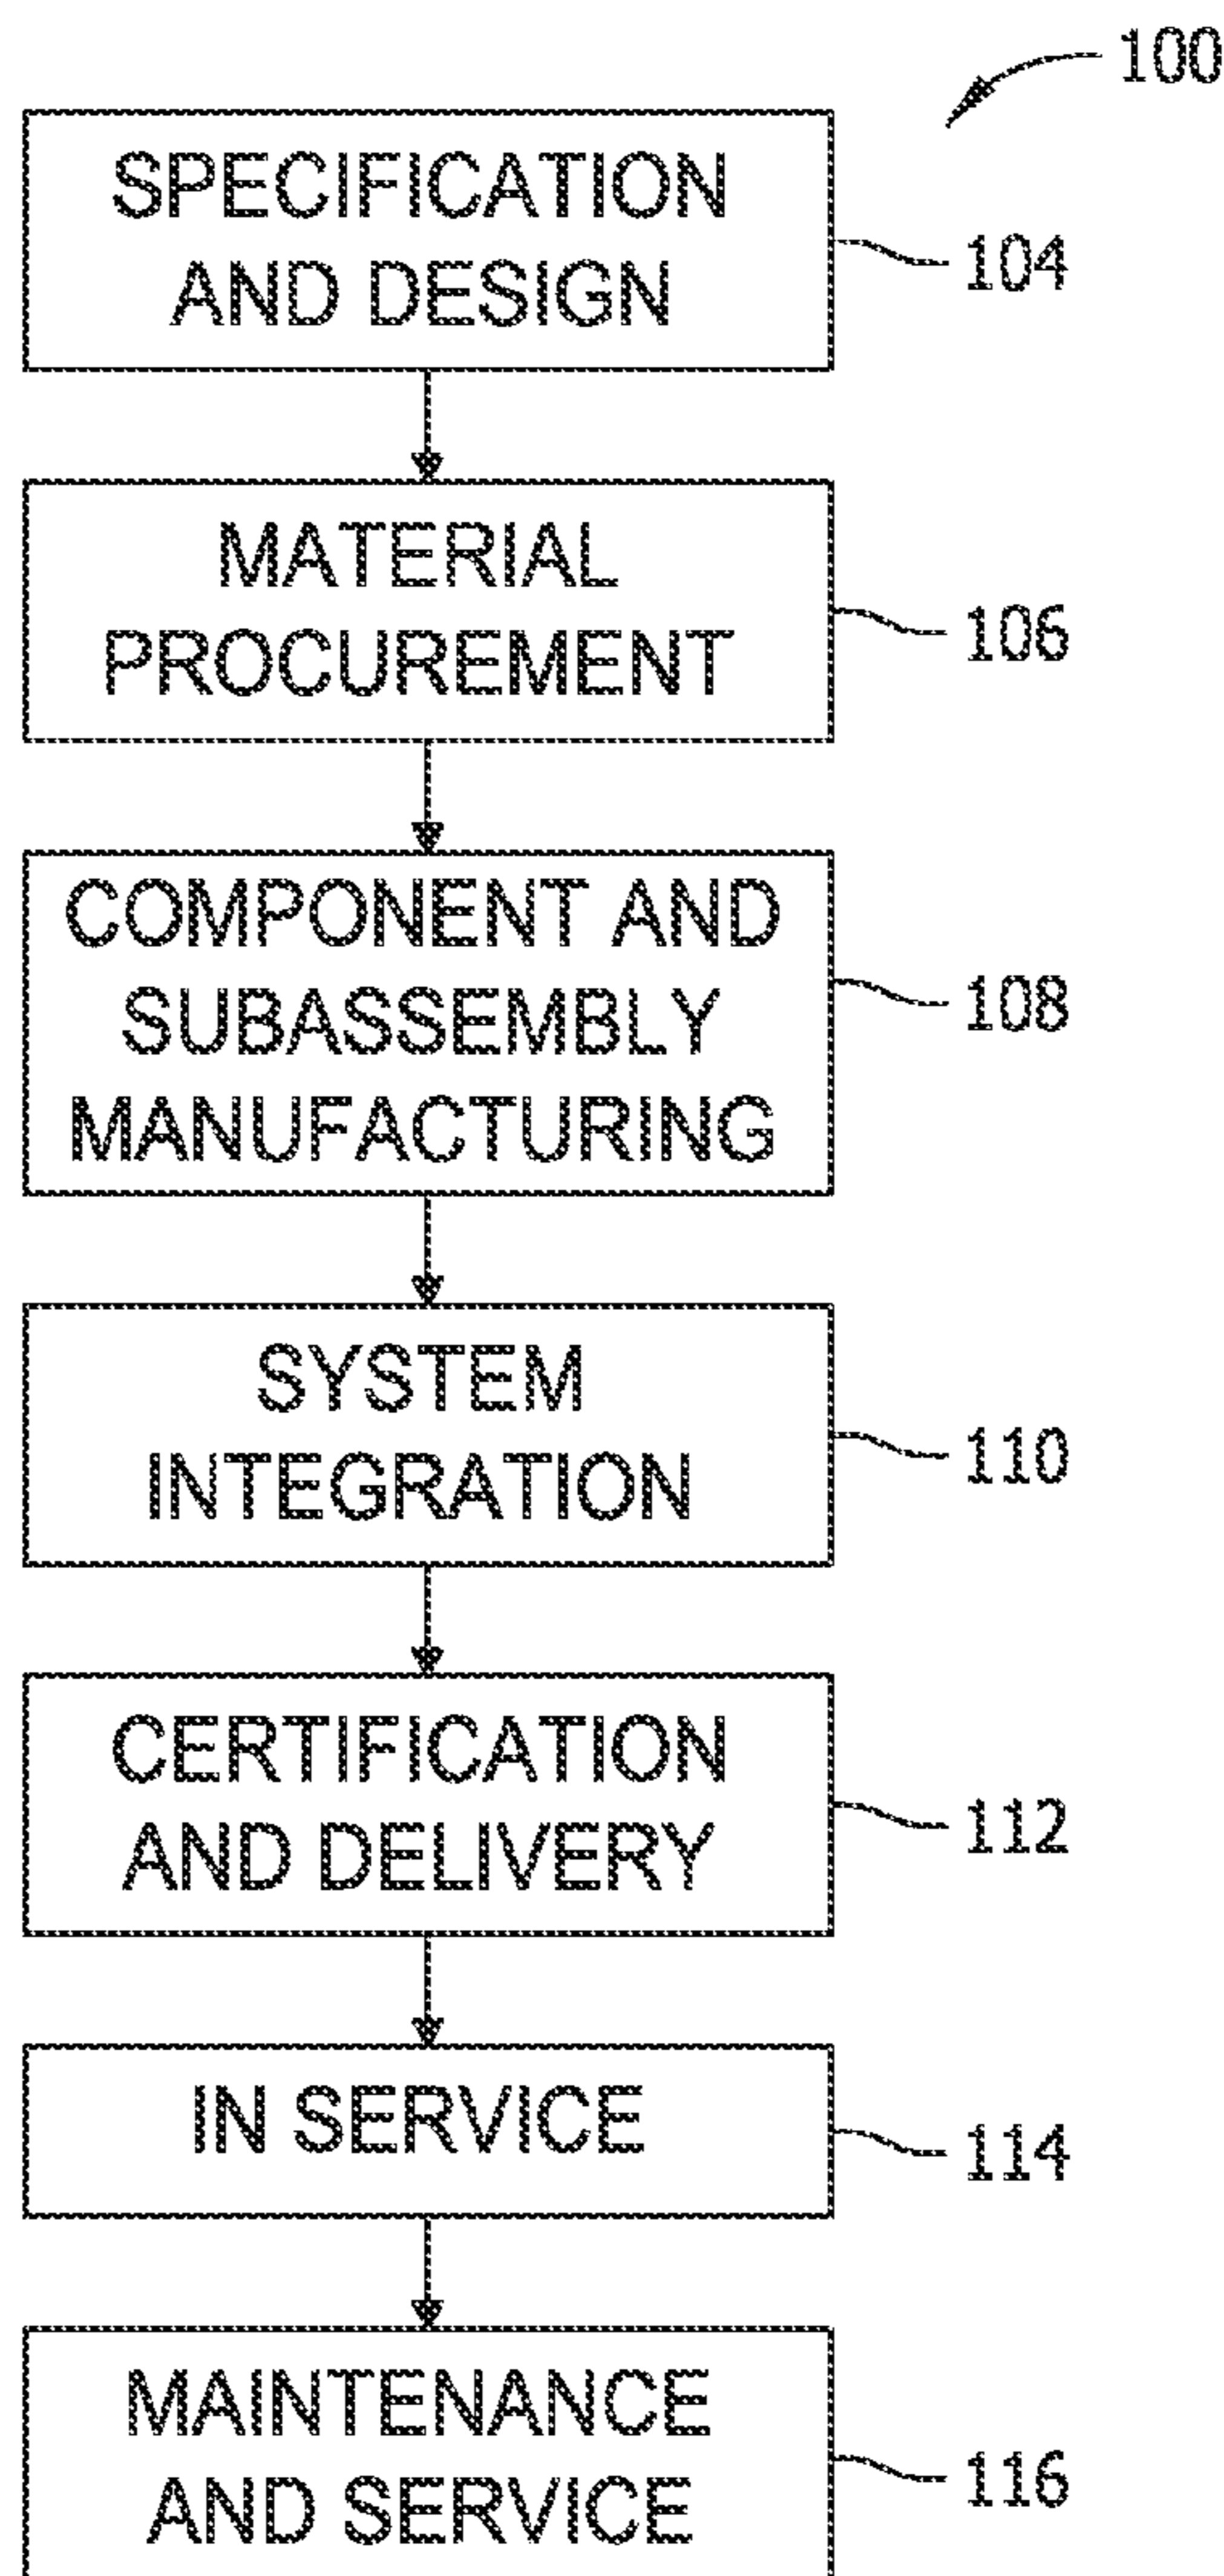 100
SPECIFICATION
AND DESIGN
104
MATERIAL
PROCUREMENT
106
COMPONENT AND
SUBASSEMBLY
MANUFACTURING
108
SYSTEM
INTEGRATION
110
CERTIFICATION
AND DELIVERY
112
IN SERVICE
114
MAINTENANCE
AND SERVICE
116